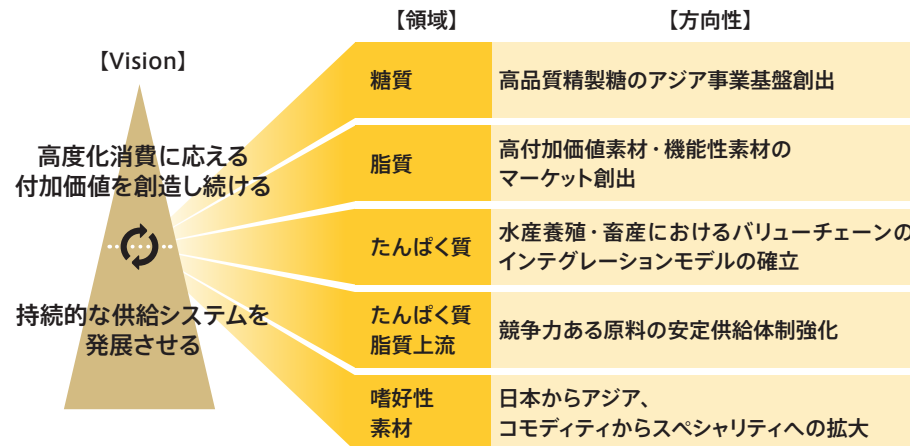 【領域】
【方向性】
【Vision】
高度化消費に応える
付加価値を創造し続ける
持続的な供給システムを
発展させる
糖質
高品質精製糖のアジア事業基盤創出
脂質
高付加価値素材・機能性素材の
マーケット創出
たんぱく質
水産養殖・畜産におけるバリューチェーンの
インテグレーションモデルの確立
たんぱく質
脂質上流
競争力ある原料の安定供給体制強化
嗜好性
素材
日本からアジア、
コモディティからスペシャリティへの拡大